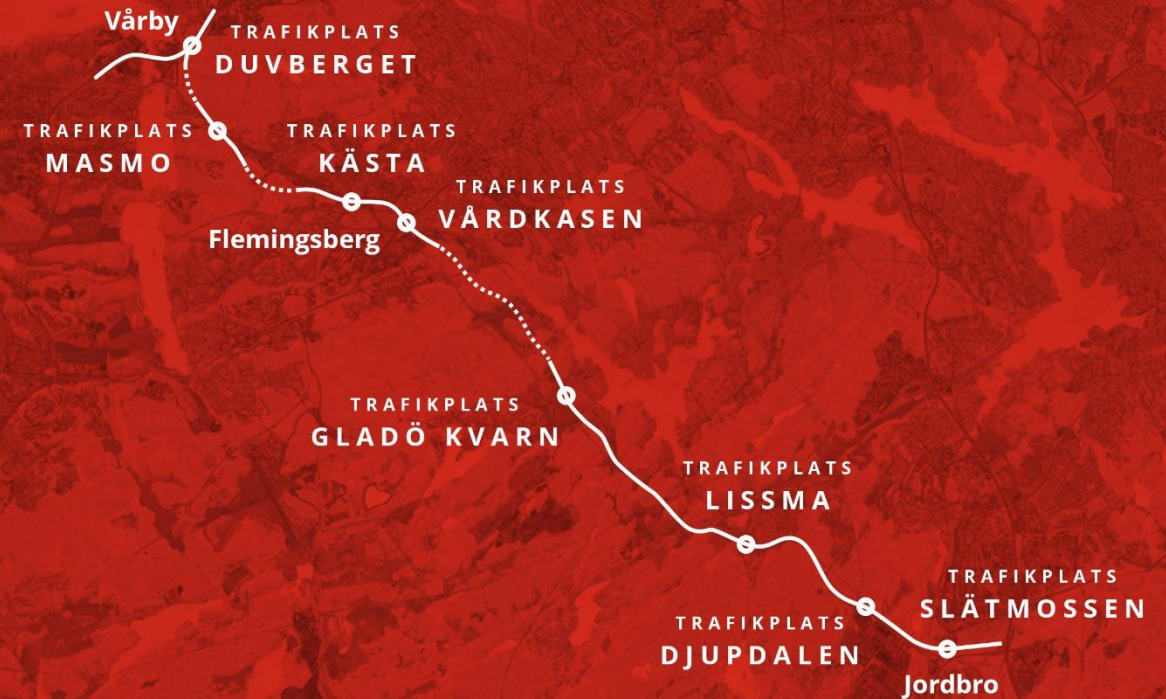 Vårby
TRAFIKPLATS
DUVBERGET
TRAFIKPLATS
MASMO
TRAFIKPLATS
KÄSTA
TRAFIKPLATS
VÅRDKASEN
Flemingsberg
TRAFIKPLATS
GLADÖ KVARN
TRAFIKPLATS
LISSMA
TRAFIKPLATS
SLÄTMOSSEN
TRAFIKPLATS
DJUPDALEN
Jordbro